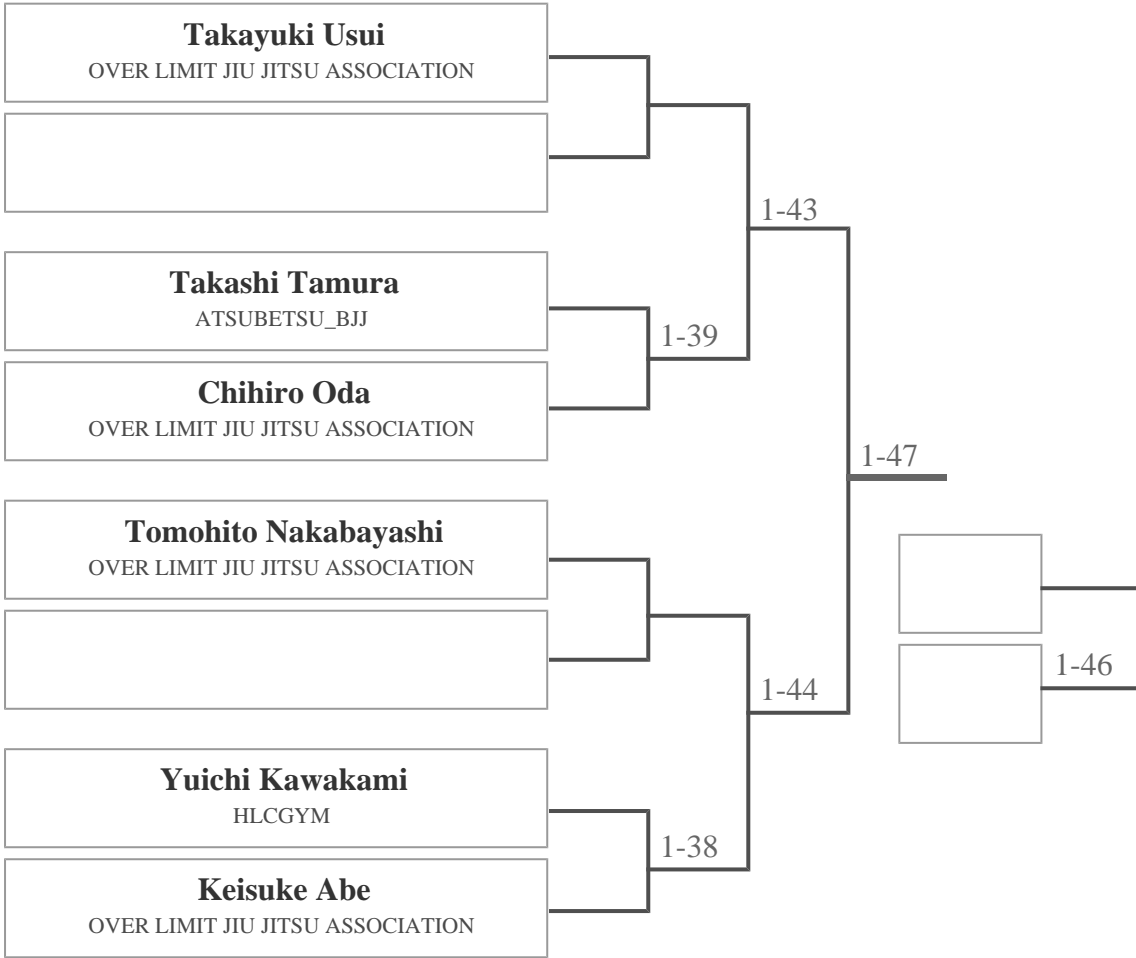 Takayuki Usui
OVER LIMIT JIU JITSU ASSOCIATION
1-43
Takashi Tamura
ATSUBETSU_BJJ
1-39
Chihiro Oda
OVER LIMIT JIU JITSU ASSOCIATION
1-47
Tomohito Nakabayashi
OVER LIMIT JIU JITSU ASSOCIATION
1-46
1-44
Yuichi Kawakami
HLCGYM
1-38
Keisuke Abe
OVER LIMIT JIU JITSU ASSOCIATION